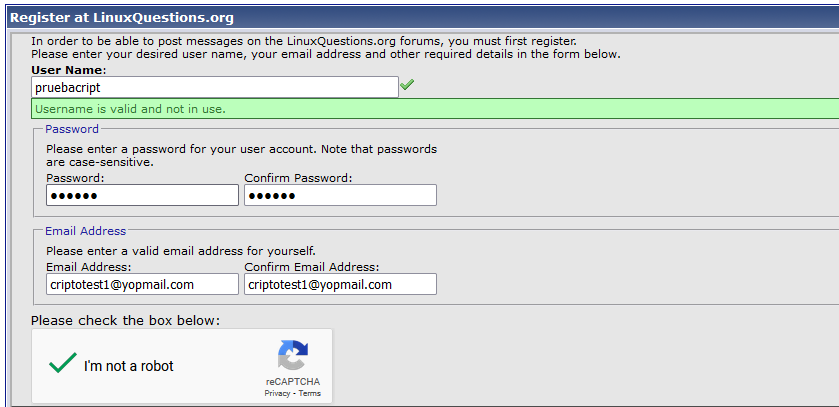 Register at LinuxQuestions.org
In order to be able to post messages on the LinuxQuestions.org forums, you must first register.
Please enter your desired user name, your email address and other required details in the form below.
User Name:
pruebacript
Username is valid and not in use.
Password
Please enter a password for your user account. Note that passwords
are case-sensitive.
Password: Confirm Password:
•••••• ••••••
Email Address
Please enter a valid email address for yourself.
Email Address: Confirm Email Address:
criptotest1@yopmail.com criptotest1@yopmail.com
Please check the box below:
I'm not a robot
reCAPTCHA
Privacy - Terms